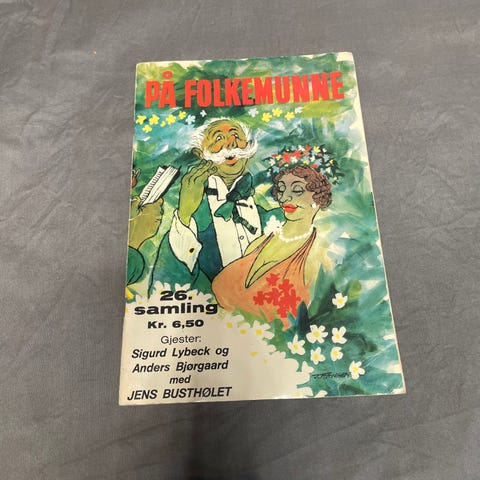 PÅ FOLKEMUNNE
26.
samling
Kr. 6,50
Gjester:
Sigurd Lybeck og
Anders Bjørgaard
med
JENS BUSTHØLET